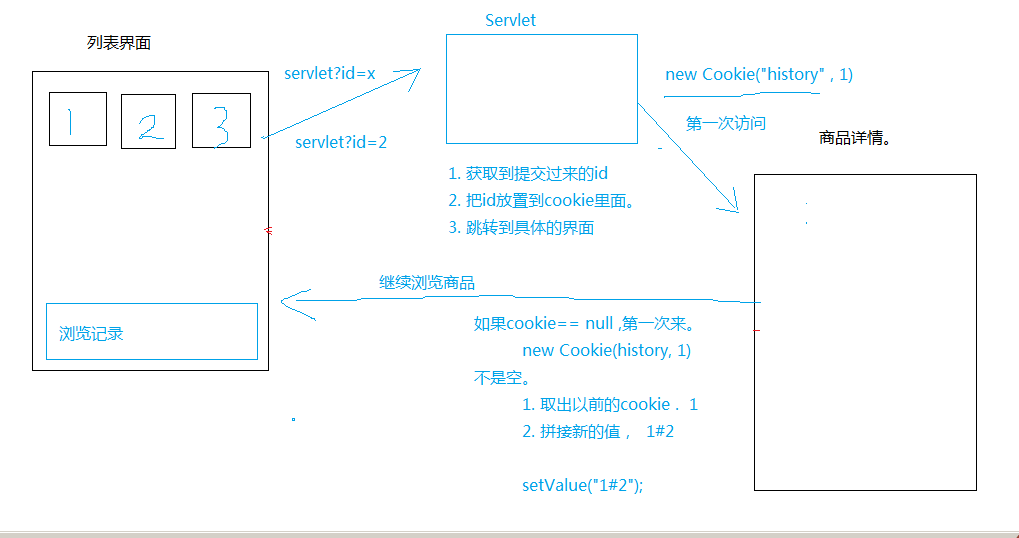 Servlet
列表界面
servlet?id=x
new Cookie("history" , 1)
1 2 3
第一次访问
servlet?id=2
商品详情。
1. 获取到提交过来的id
2. 把id放置到cookie里面。
3. 跳转到具体的界面
继续浏览商品
如果cookie== null ,第一次来。
浏览记录
new Cookie(history, 1)
不是空。
1. 取出以前的cookie . 1
2. 拼接新的值， 1#2
setValue("1#2");